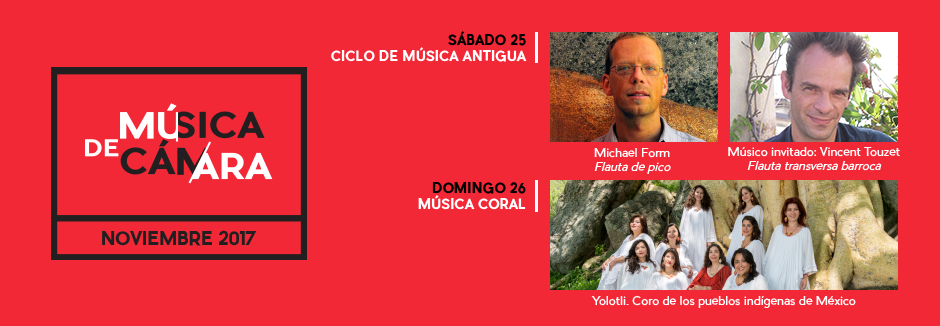 MÚSICA
DE
CÁMARA
NOVIEMBRE 2017
SÁBADO 25
CICLO DE MÚSICA ANTIGUA
Michael Form
Flauta de pico
Músico invitado: Vincent Touzet
Flauta transversa barroca
DOMINGO 26
MÚSICA CORAL
Yolotli. Coro de los pueblos indígenas de México